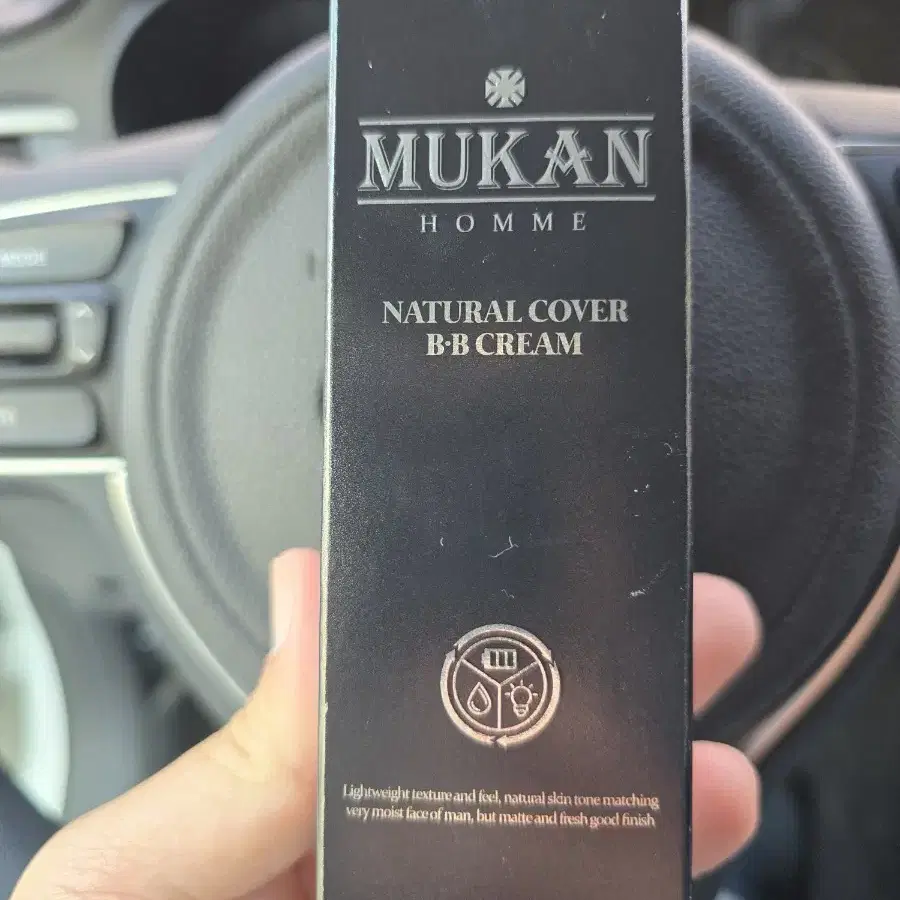 MUKAN
HOMME
NATURAL COVER
B·B CREAM
Lightweight texture and feel, natural skin tone matching
very moist face of man, but matte and fresh good finish
MODE